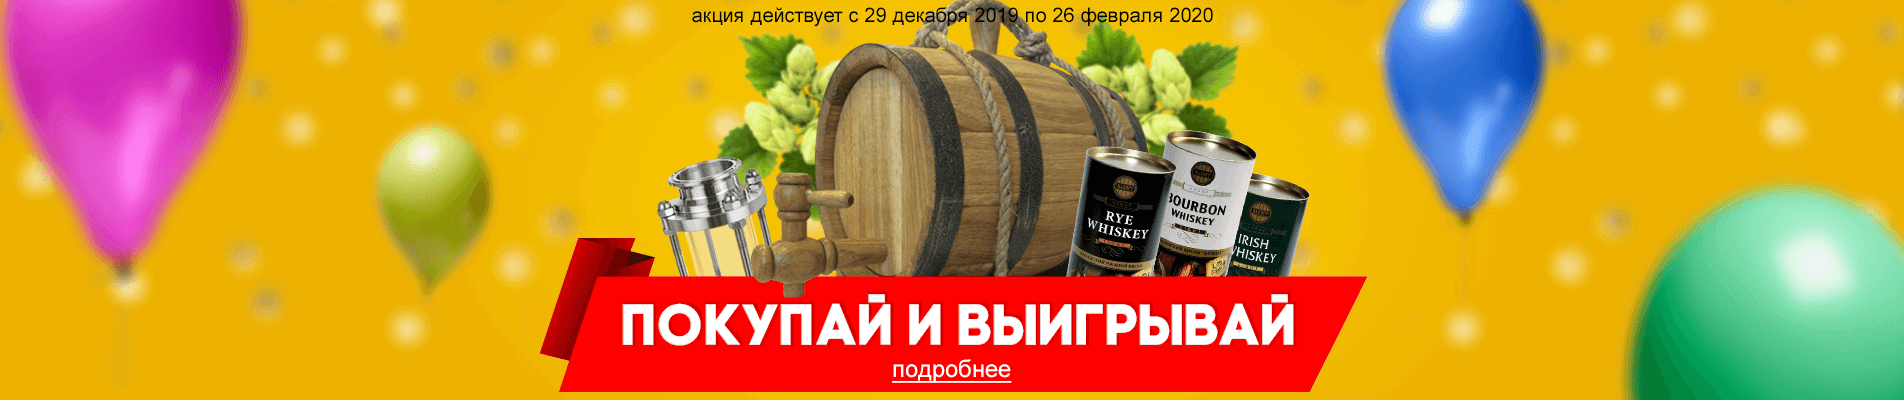 акция действует с 29 декабря 2019 по 26 февраля 2020
RYE
WHISKEY
BOURBON
WHISKEY
IRISH
WHISKEY
ПОКУПАЙ И ВЫИГРЫВАЙ
подробнее